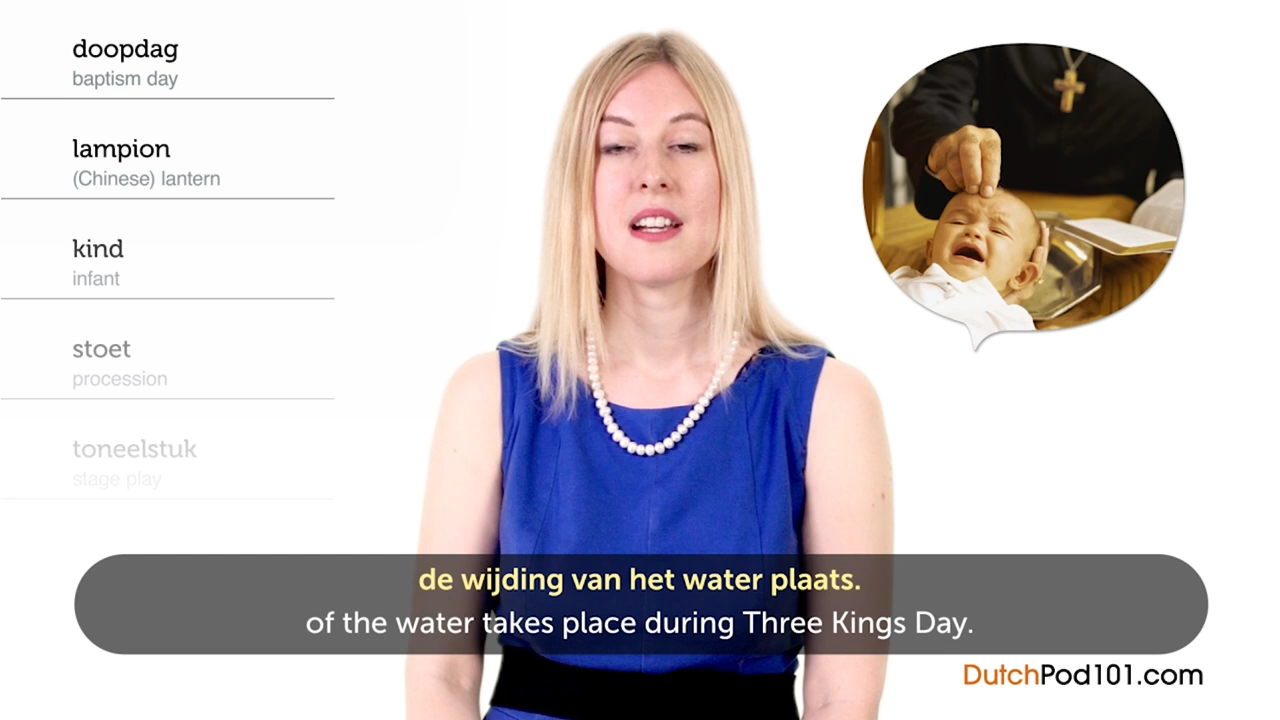 doopdag
baptism day
lampion
(Chinese) lantern
kind
infant
stoet
procession
toneelstuk
stage play
de wijding van het water plaats.
of the water takes place during Three Kings Day.
DutchPod101.com